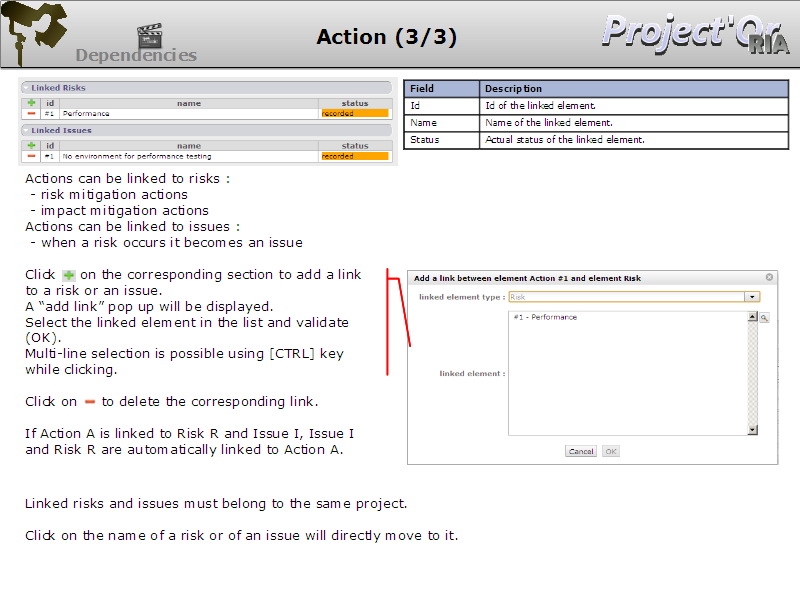 Dependencies
Action (3/3)
Project'Or
RIA
Linked Risks
id name status
#1 Performance recorded
Linked Issues
id name status
#1 No environment for performance testing recorded
Field Description
Id Id of the linked element.
Name Name of the linked element.
Status Actual status of the linked element.
Actions can be linked to risks :
- risk mitigation actions
- impact mitigation actions
Actions can be linked to issues :
- when a risk occurs it becomes an issue
Click on the corresponding section to add a link
to a risk or an issue.
A “add link” pop up will be displayed.
Select the linked element in the list and validate
(OK).
Multi-line selection is possible using [CTRL] key
while clicking.
Click on to delete the corresponding link.
If Action A is linked to Risk R and Issue I, Issue I
and Risk R are automatically linked to Action A.
Add a link between element Action #1 and element Risk
linked element type : Risk
#1 - Performance
linked element :
Cancel OK
Linked risks and issues must belong to the same project.
Click on the name of a risk or of an issue will directly move to it.